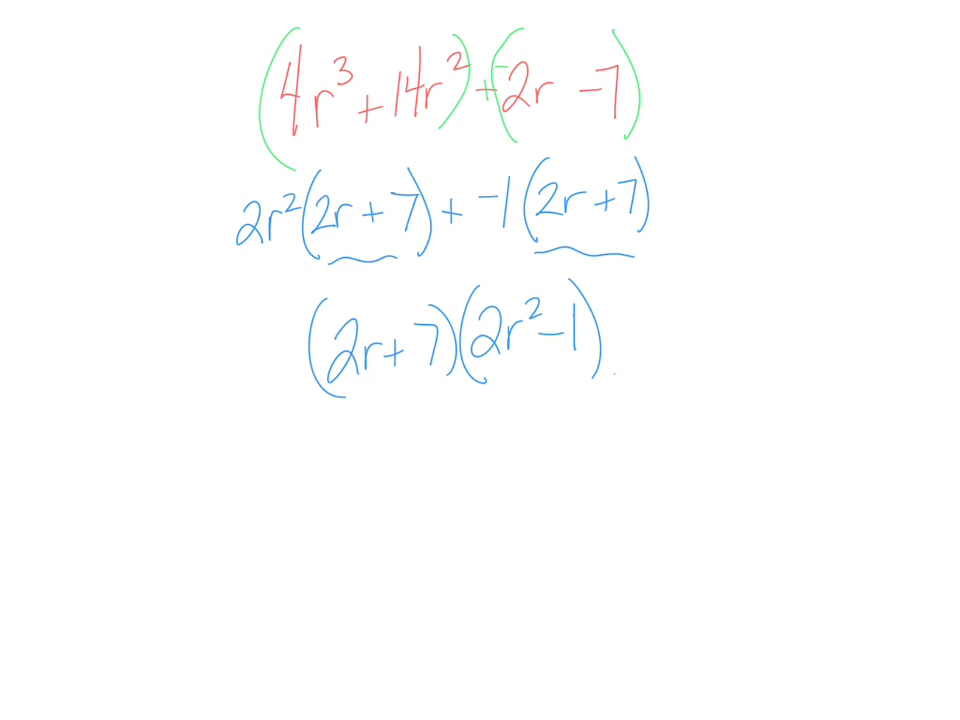 (4r³ + 14r²) + (-2r - 7)
2r²(2r + 7) + -1(2r + 7)
(2r + 7)(2r² - 1)